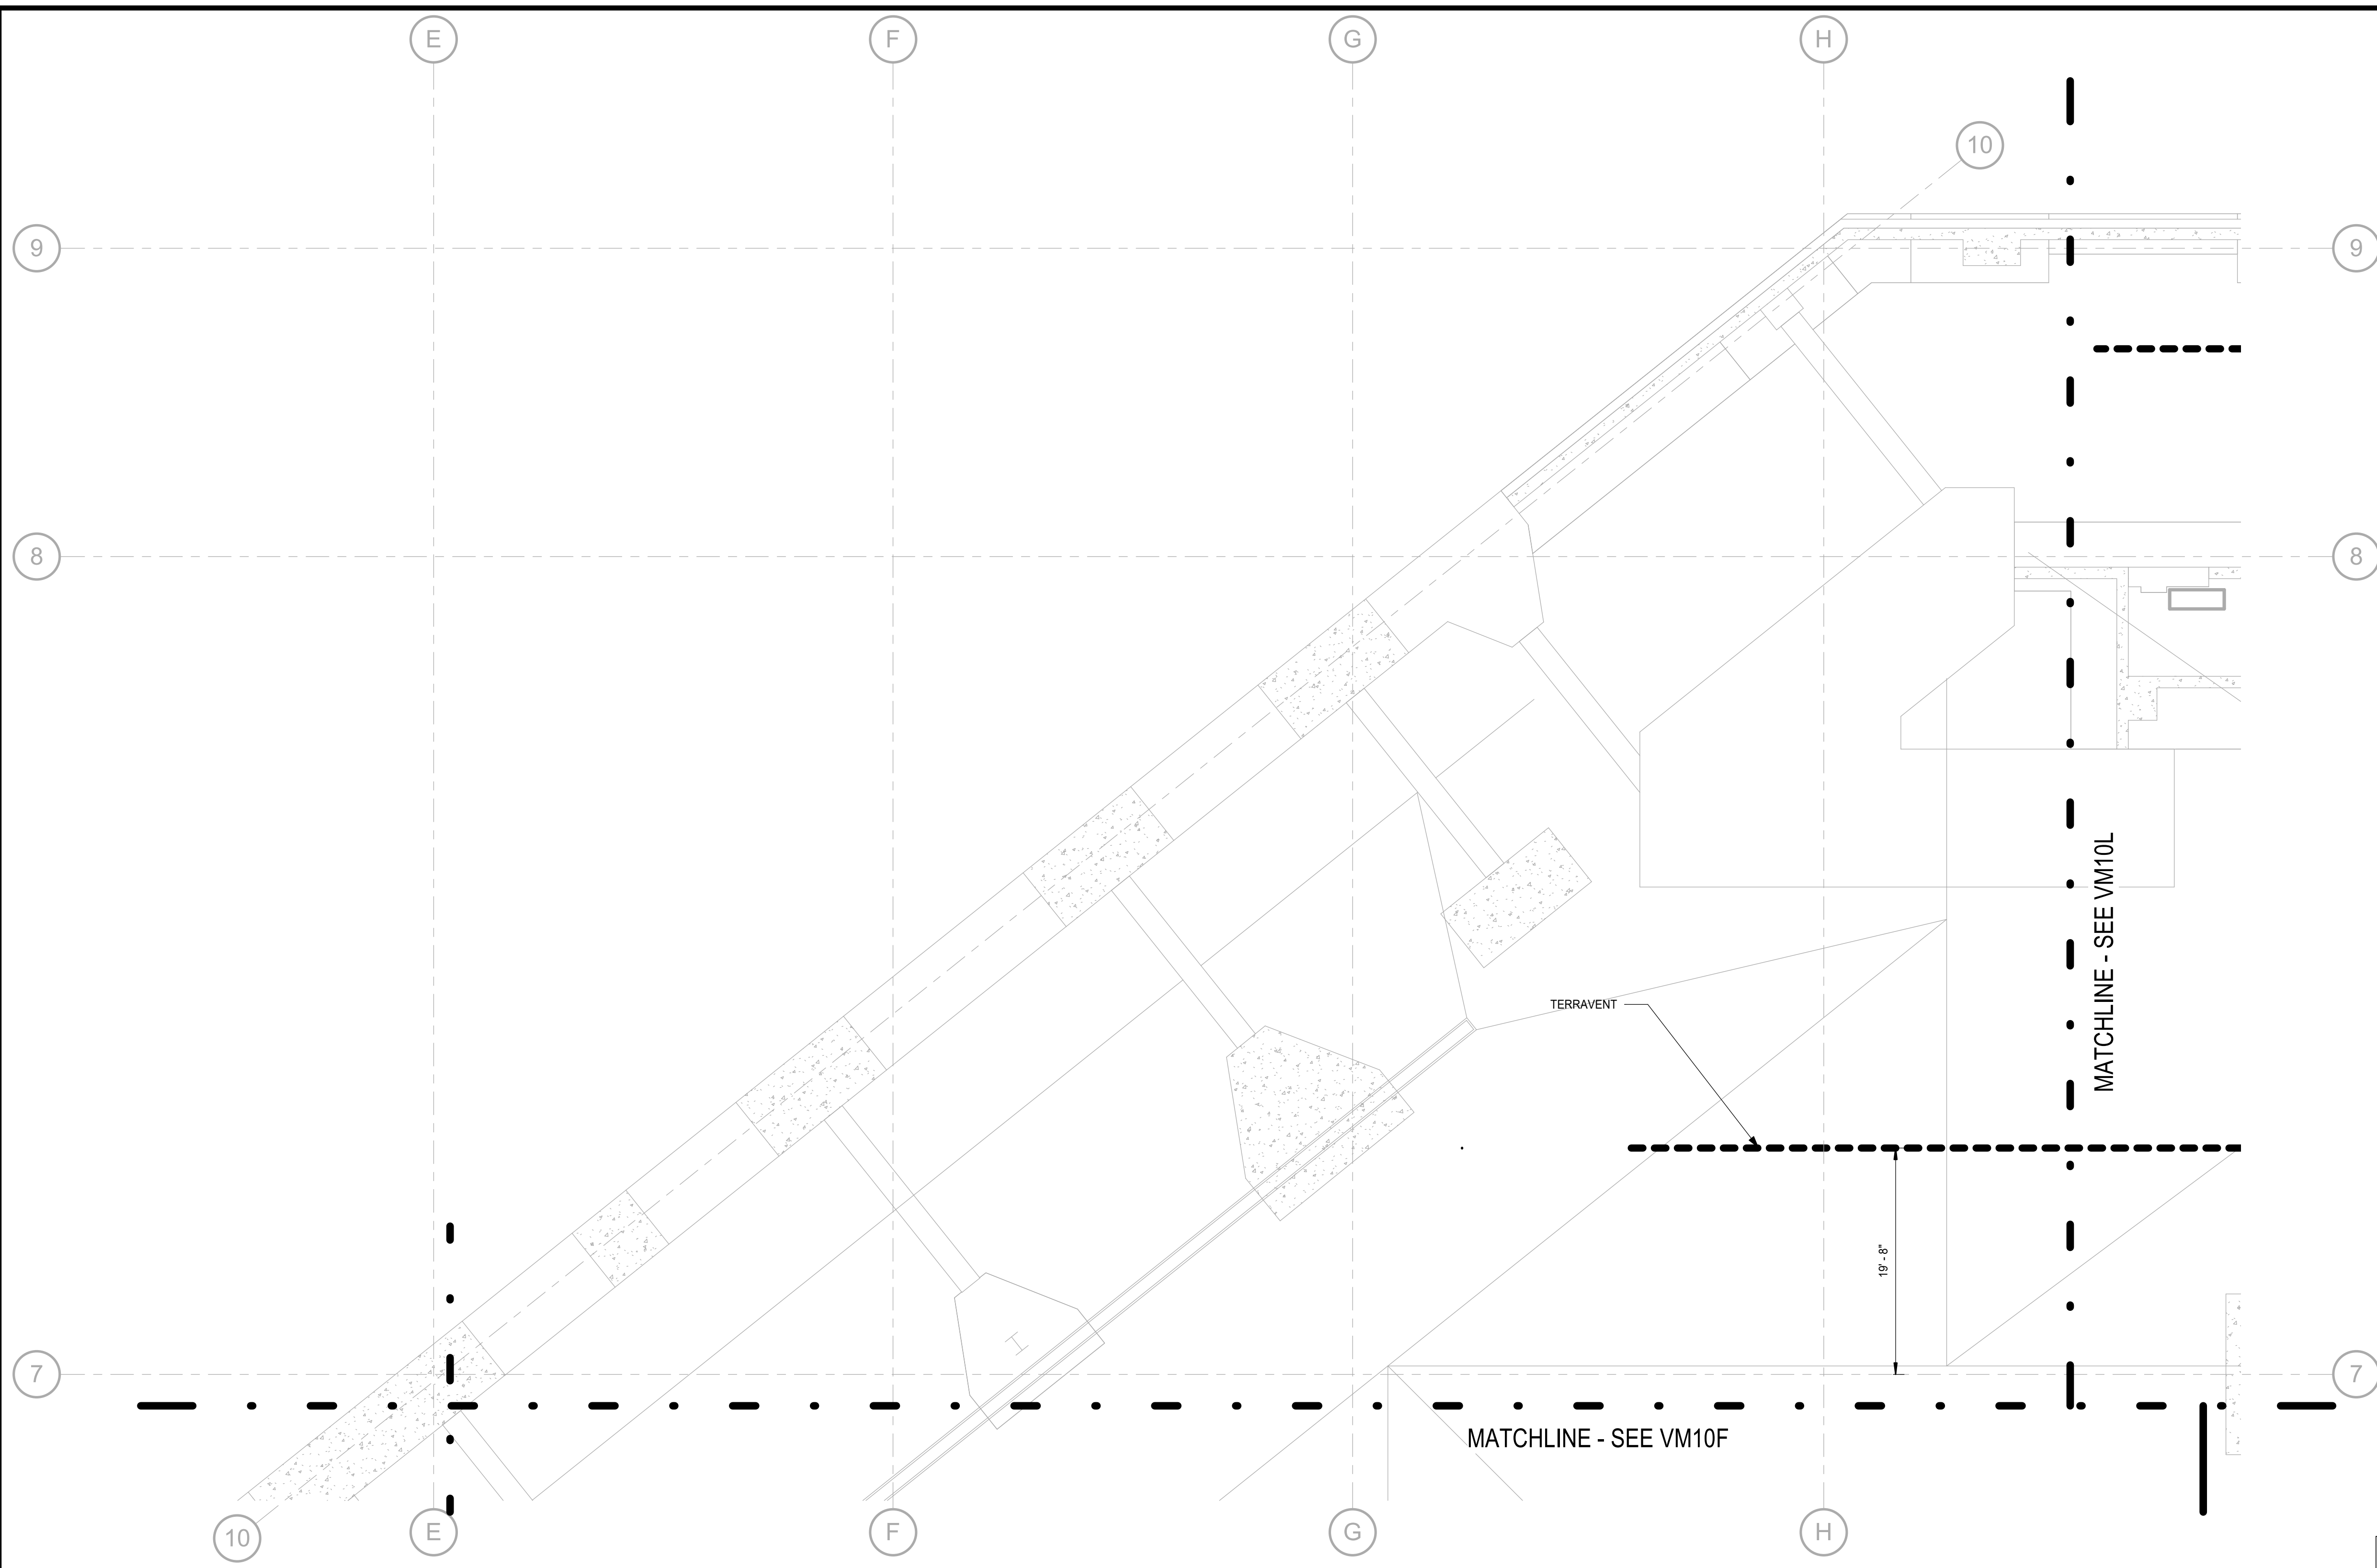 E
F
G
H
10
9
9
8
8
MATCHLINE - SEE VM10L
TERRAVENT
19' - 8"
7
7
MATCHLINE - SEE VM10F
10
E
F
G
H